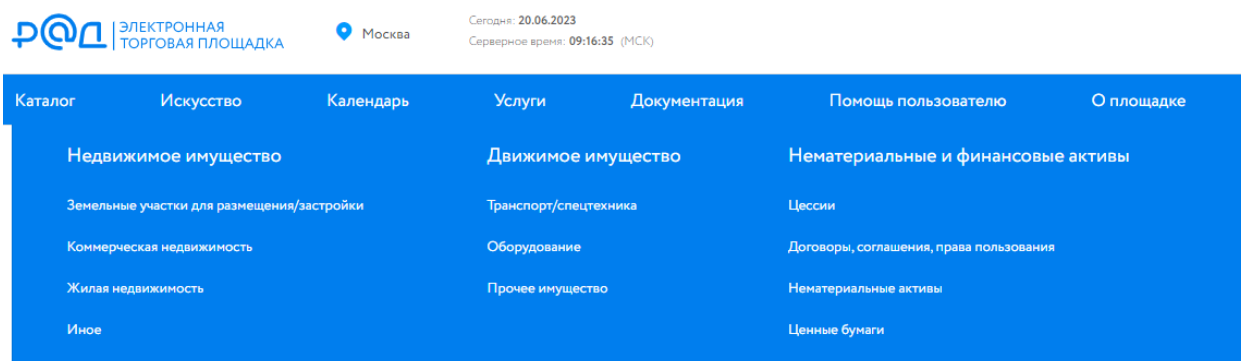 р@д
ЭЛЕКТРОННАЯ
ТОРГОВАЯ ПЛОЩАДКА
Москва
Сегодня: 20.06.2023
Серверное время: 09:16:35 (МСК)
Каталог Искусство Календарь Услуги Документация Помощь пользователю О площадке
Недвижимое имущество
Земельные участки для размещения/застройки
Коммерческая недвижимость
Жилая недвижимость
Иное
Движимое имущество
Транспорт/спецтехника
Оборудование
Прочее имущество
Нематериальные и финансовые активы
Цессии
Договоры, соглашения, права пользования
Нематериальные активы
Ценные бумаги